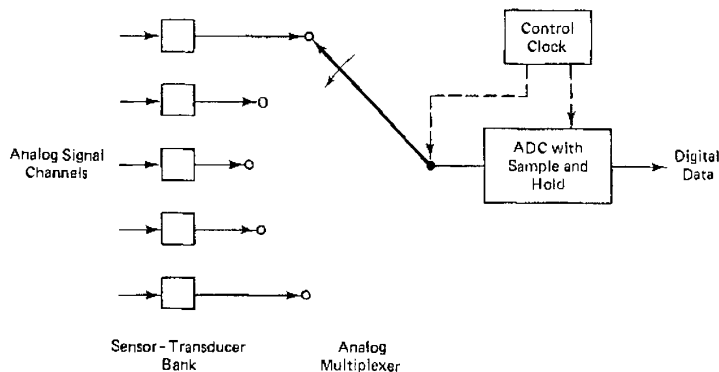 Control
Clock
Analog Signal
Channels
ADC with
Sample and
Hold
Digital
Data
Sensor-Transducer
Bank
Analog
Multiplexer